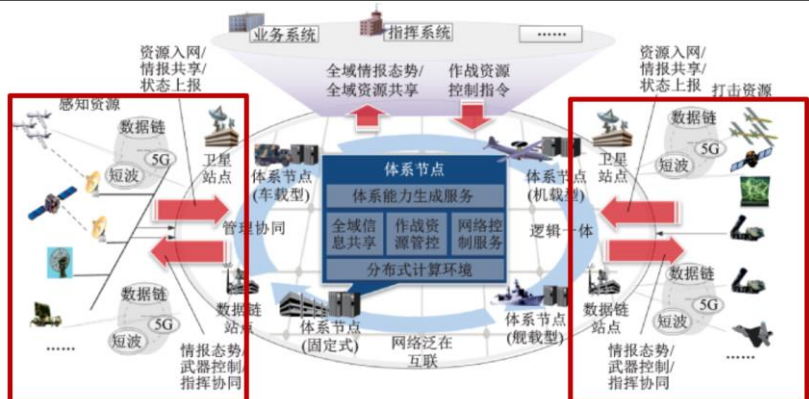 业务系统
指挥系统
……
资源入网/
情报共享/
状态上报
全域情报态势/
全域资源共享
作战资源
控制指令
资源入网/
情报共享/
状态上报
感知资源
数据链
5G
短波
卫星
站点
体系节点
(车载型)
体系节点
体系能力生成服务
全域信
息共享
作战资
源管控
网络控
制服务
分布式计算环境
体系节点
(机载型)
卫星
站点
打击资源
数据链
5G
短波
管理协同
逻辑一体
数据链
5G
短波
……
数据链
站点
体系节点
(固定式)
网络泛在
互联
体系节点
(舰载型)
数据链
站点
数据链
5G
短波
……
情报态势/
武器控制/
指挥协同
情报态势/
武器控制/
指挥协同